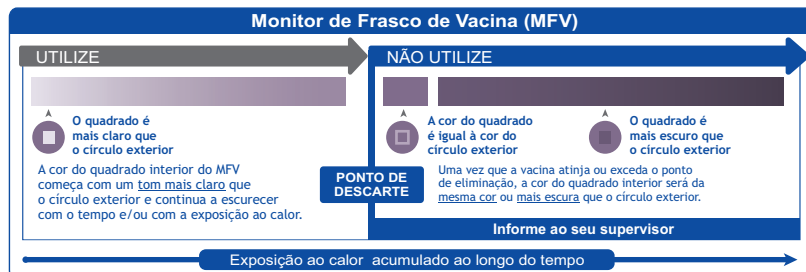 Monitor de Frasco de Vacina (MFV)
UTILIZE
O quadrado é
mais claro que
o círculo exterior
A cor do quadrado interior do MFV
começa com um tom mais claro que
o círculo exterior e continua a escurecer
com o tempo e/ou com a exposição ao calor.
PONTO DE
DESCARTE
NÃO UTILIZE
A cor do quadrado
é igual à cor do
círculo exterior
O quadrado é
mais escuro que
o círculo exterior
Uma vez que a vacina atinja ou exceda o ponto
de eliminação, a cor do quadrado interior será da
mesma cor ou mais escura que o círculo exterior.
Informe ao seu supervisor
Exposição ao calor acumulado ao longo do tempo